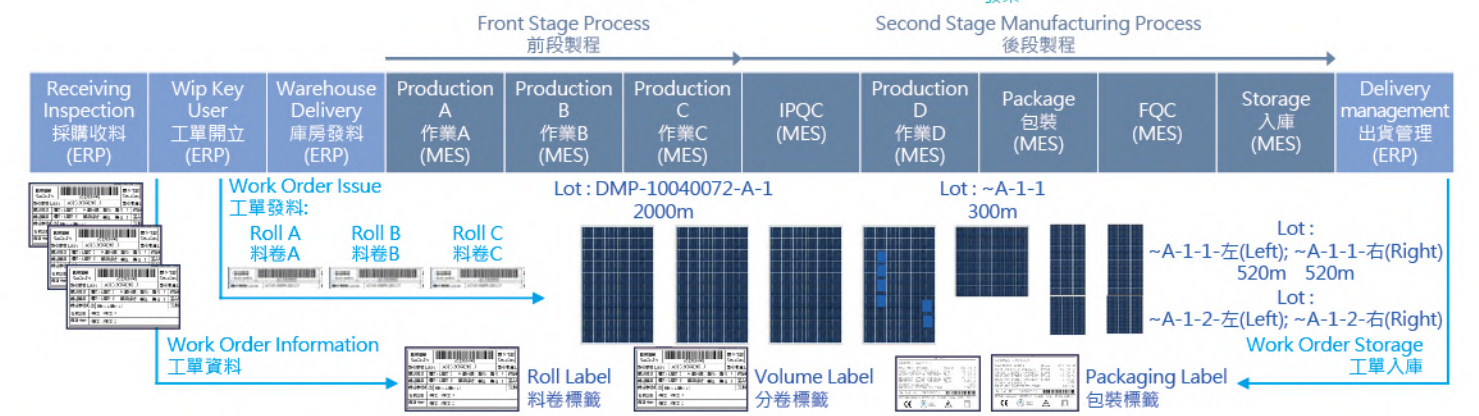 Front Stage Process
前段製程
Second Stage Manufacturing Process
後段製程
Receiving
Inspection
採購收料
(ERP)
Wip Key
User
工單開立
(ERP)
Warehouse
Delivery
庫房發料
(ERP)
Production
A
作業A
(MES)
Production
B
作業B
(MES)
Production
C
作業C
(MES)
IPQC
(MES)
Production
D
作業D
(MES)
Package
包裝
(MES)
FQC
(MES)
Storage
入庫
(MES)
Delivery
management
出貨管理
(ERP)
Work Order Issue
工單發料:
Roll A
料卷A
Roll B
料卷B
Roll C
料卷C
Lot : DMP-10040072-A-1
2000m
Lot : ~A-1-1
300m
Lot :
~A-1-1-左(Left); ~A-1-1-右(Right)
520m 520m
Lot :
~A-1-2-左(Left); ~A-1-2-右(Right)
Work Order Storage
工單入庫
Work Order Information
工單資料
Roll Label
料卷標籤
Volume Label
分卷標籤
Packaging Label
包裝標籤